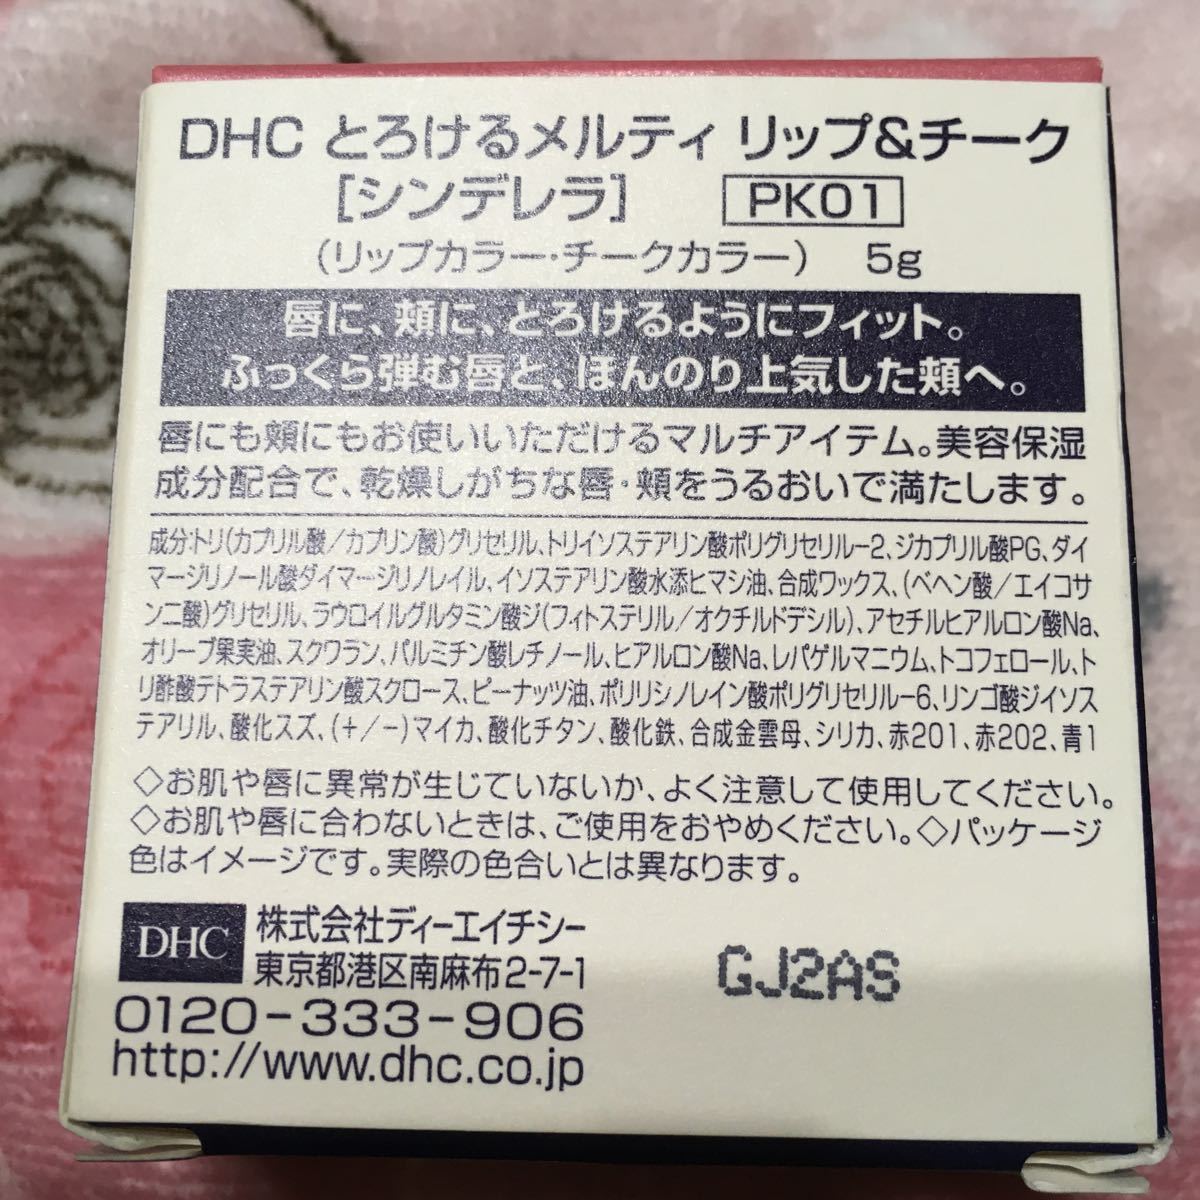 DHC とろけるメルティ リップ&チーク
[シンデレラ] PK01
(リップカラー・チークカラー) 5g
唇に、頬に、とろけるようにフィット。
ふっくら弾む唇と、ほんのり上気した頬へ。
唇にも頬にもお使いいただけるマルチアイテム。美容保湿
成分配合で、乾燥しがちな唇・頬をうるおいで満たします。
成分:トリ(カプリル酸/カプリン酸)グリセリル、トリイソステアリン酸ポリグリセリル-2、ジカプリル酸PG、ダイ
マージリノール酸ダイマージリノレイル、イソステアリン酸水添ヒマシ油、合成ワックス、(ベヘン酸/エイコサ
ン二酸)グリセリル、ラウロイルグルタミン酸ジ(フィトステリル/オクチルドデシル)、アセチルヒアルロン酸Na、
オリーブ果実油、スクワラン、パルミチン酸レチノール、ヒアルロン酸Na、レパゲルマニウム、トコフェロール、ト
リ酢酸テトラステアリン酸スクロース、ピーナッツ油、ポリリシノレイン酸ポリグリセリル-6、リンゴ酸ジイソス
テアリル、酸化スズ、(+/-)マイカ、酸化チタン、酸化鉄、合成金雲母、シリカ、赤201、赤202、青1
◇お肌や唇に異常が生じていないか、よく注意して使用してください。
◇お肌や唇に合わないときは、ご使用をおやめください。◇パッケージ
色はイメージです。実際の色合いとは異なります。
DHC 株式会社ディーエイチシー
東京都港区南麻布2-7-1
0120-333-906
http://www.dhc.co.jp
GJ2AS